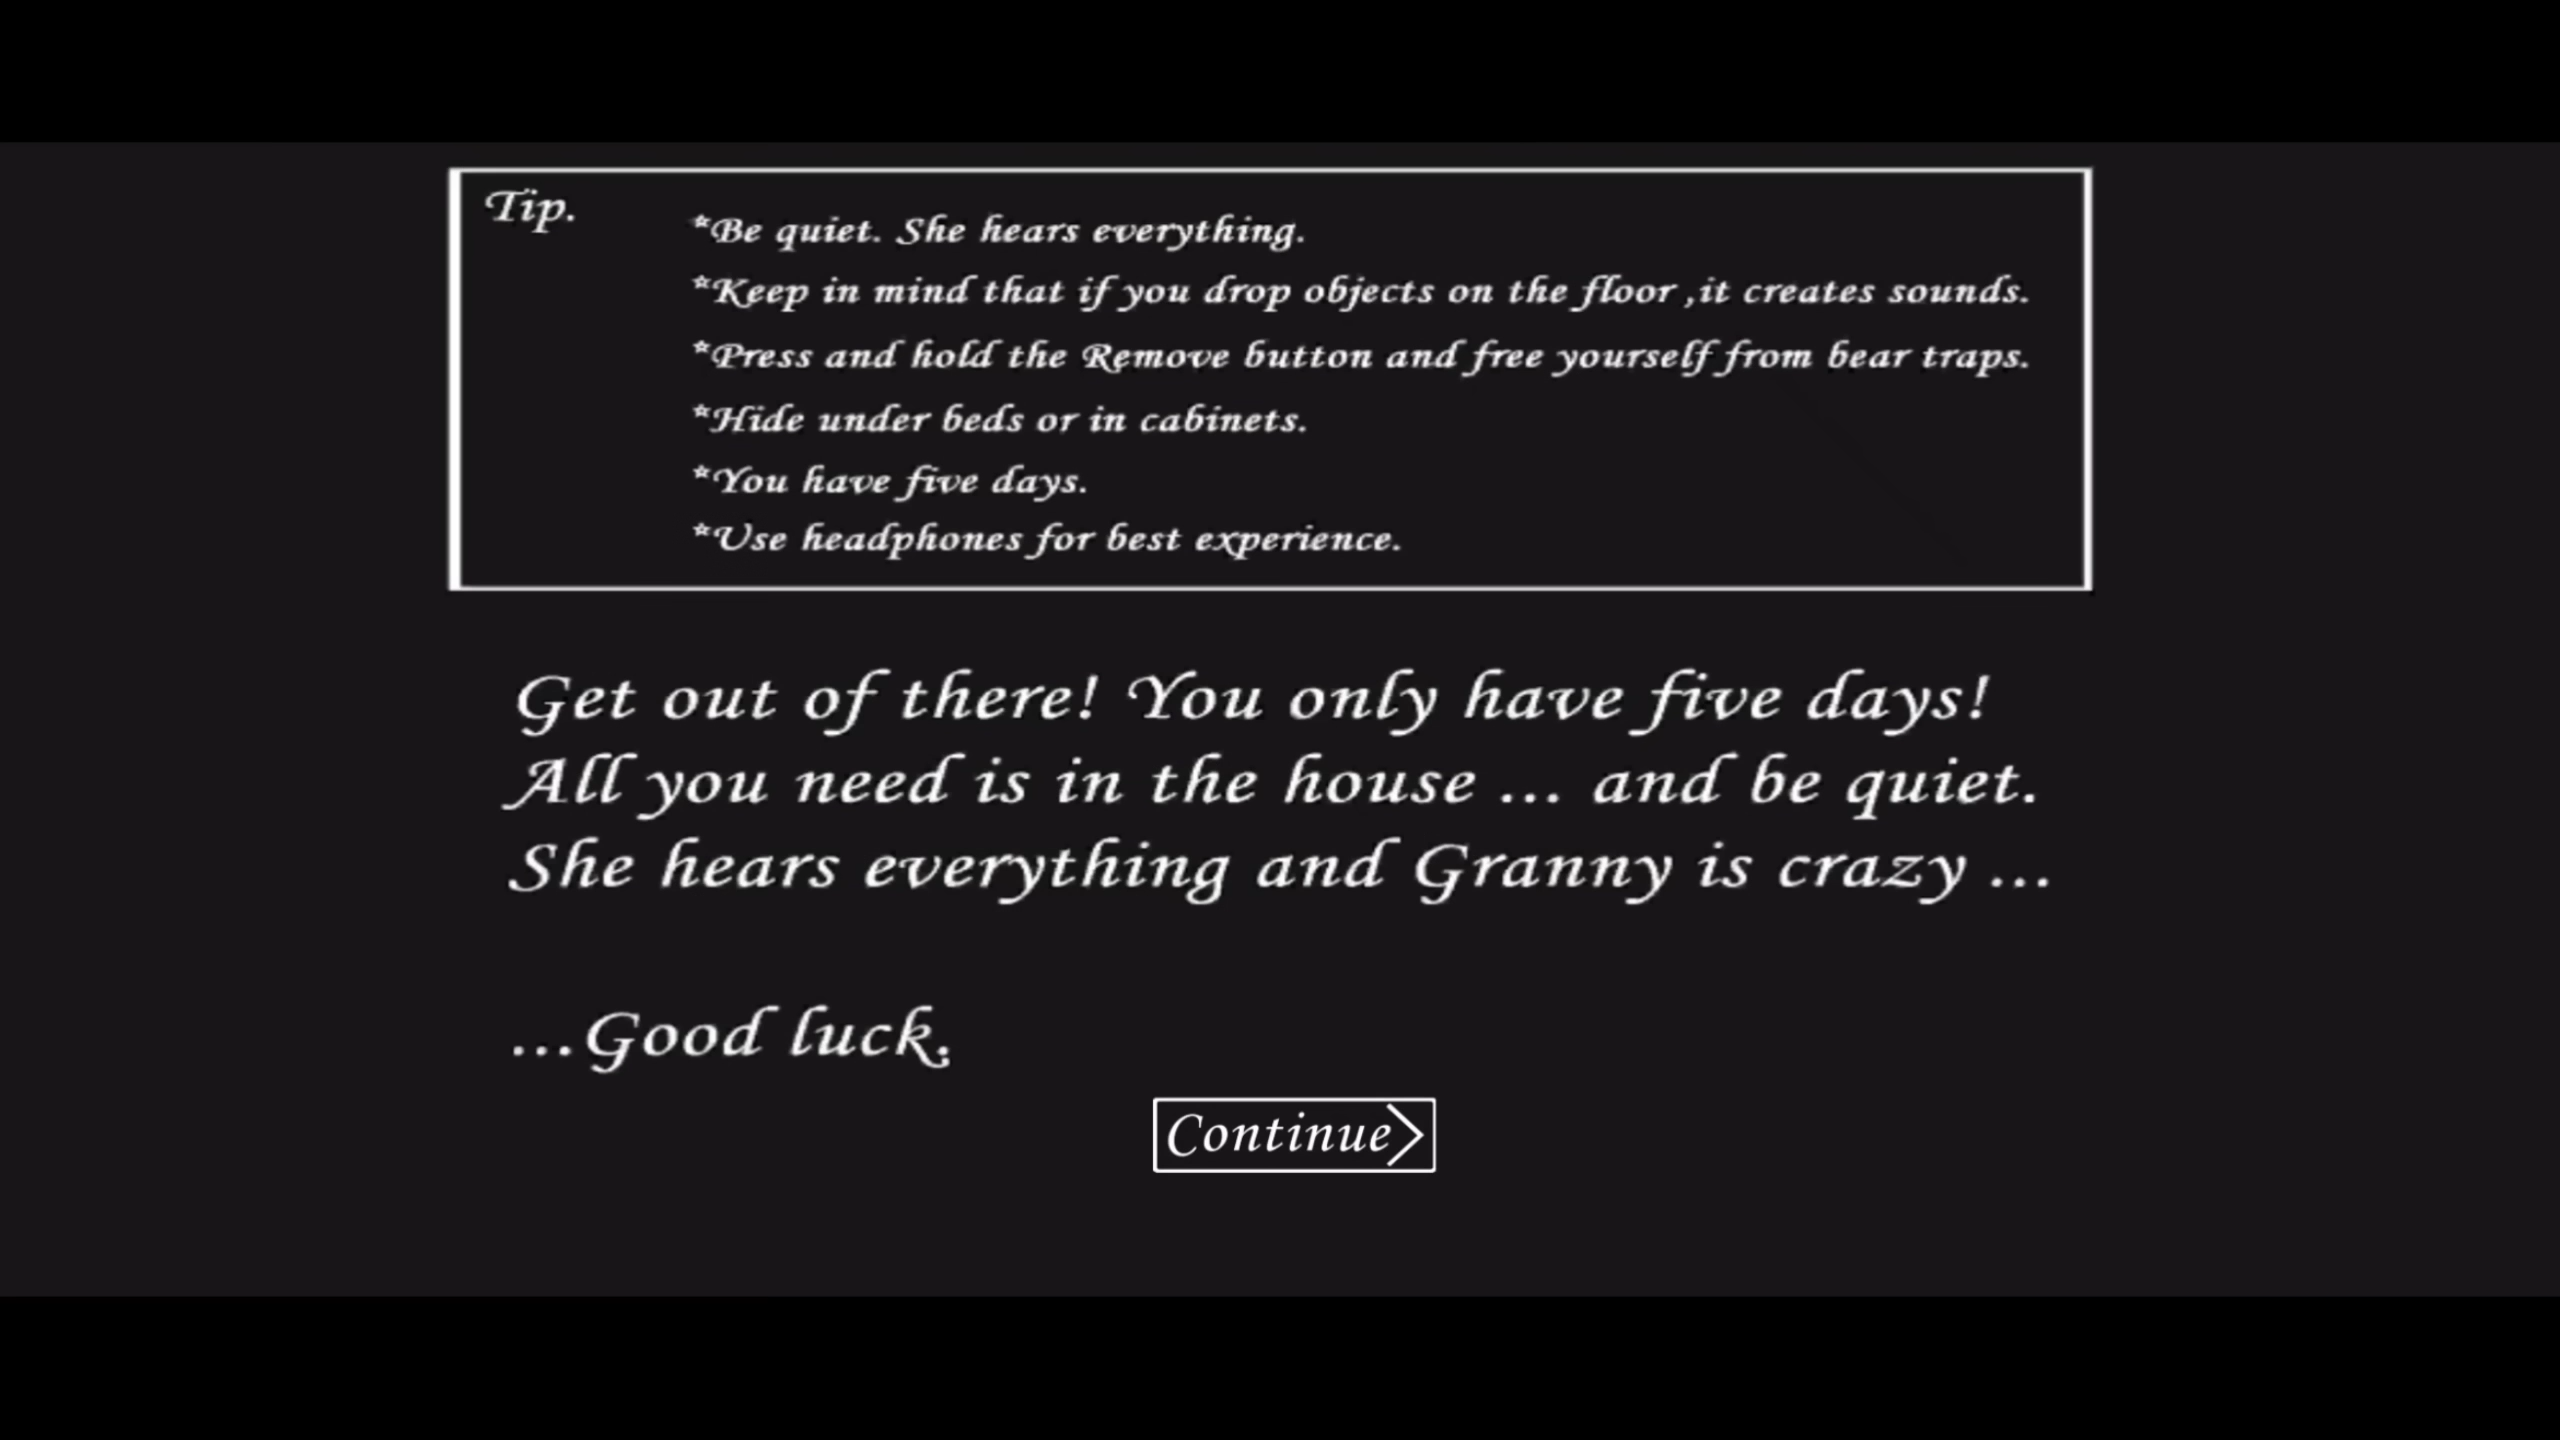 Tip.
*Be quiet. She hears everything.
*Keep in mind that if you drop objects on the floor ,it creates sounds.
*Press and hold the Remove button and free yourself from bear traps.
*Hide under beds or in cabinets.
*You have five days.
*Use headphones for best experience.
Get out of there! You only have five days!
All you need is in the house ... and be quiet.
She hears everything and Granny is crazy ...
...Good luck.
Continue>